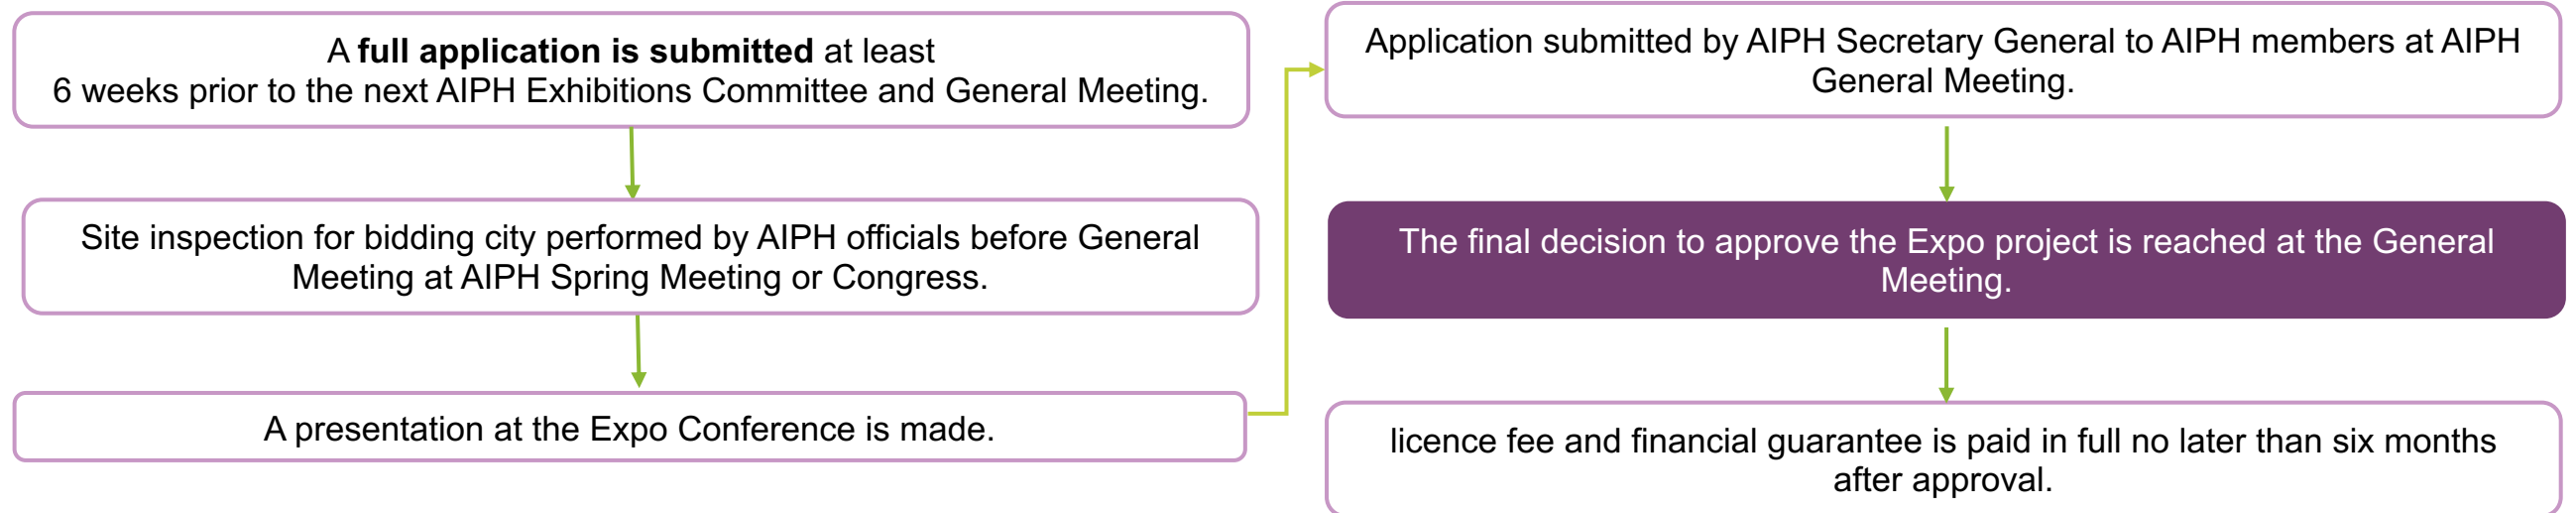 A full application is submitted at least
6 weeks prior to the next AIPH Exhibitions Committee and General Meeting.
Site inspection for bidding city performed by AIPH officials before General
Meeting at AIPH Spring Meeting or Congress.
A presentation at the Expo Conference is made.
Application submitted by AIPH Secretary General to AIPH members at AIPH
General Meeting.
The final decision to approve the Expo project is reached at the General
Meeting.
licence fee and financial guarantee is paid in full no later than six months
after approval.